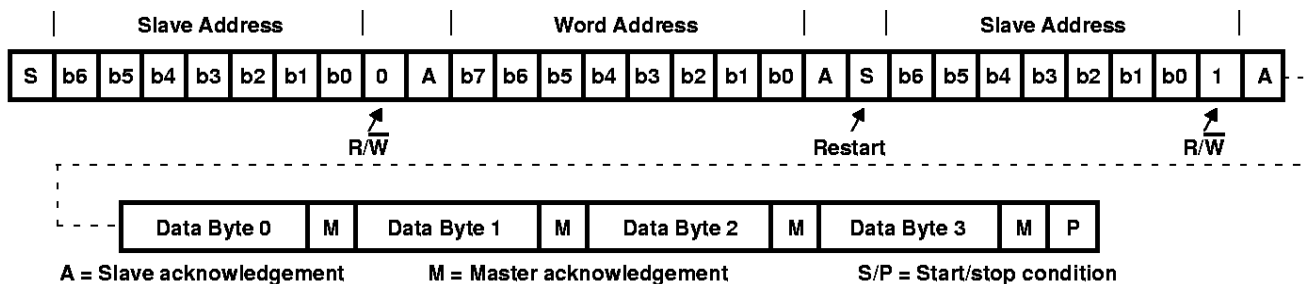 Slave Address Word Address Slave Address
S b6 b5 b4 b3 b2 b1 b0 0 A b7 b6 b5 b4 b3 b2 b1 b0 A S b6 b5 b4 b3 b2 b1 b0 1 A
R/W̅ Restart R/W̅
Data Byte 0 M Data Byte 1 M Data Byte 2 M Data Byte 3 M P
A = Slave acknowledgement M = Master acknowledgement S/P = Start/stop condition